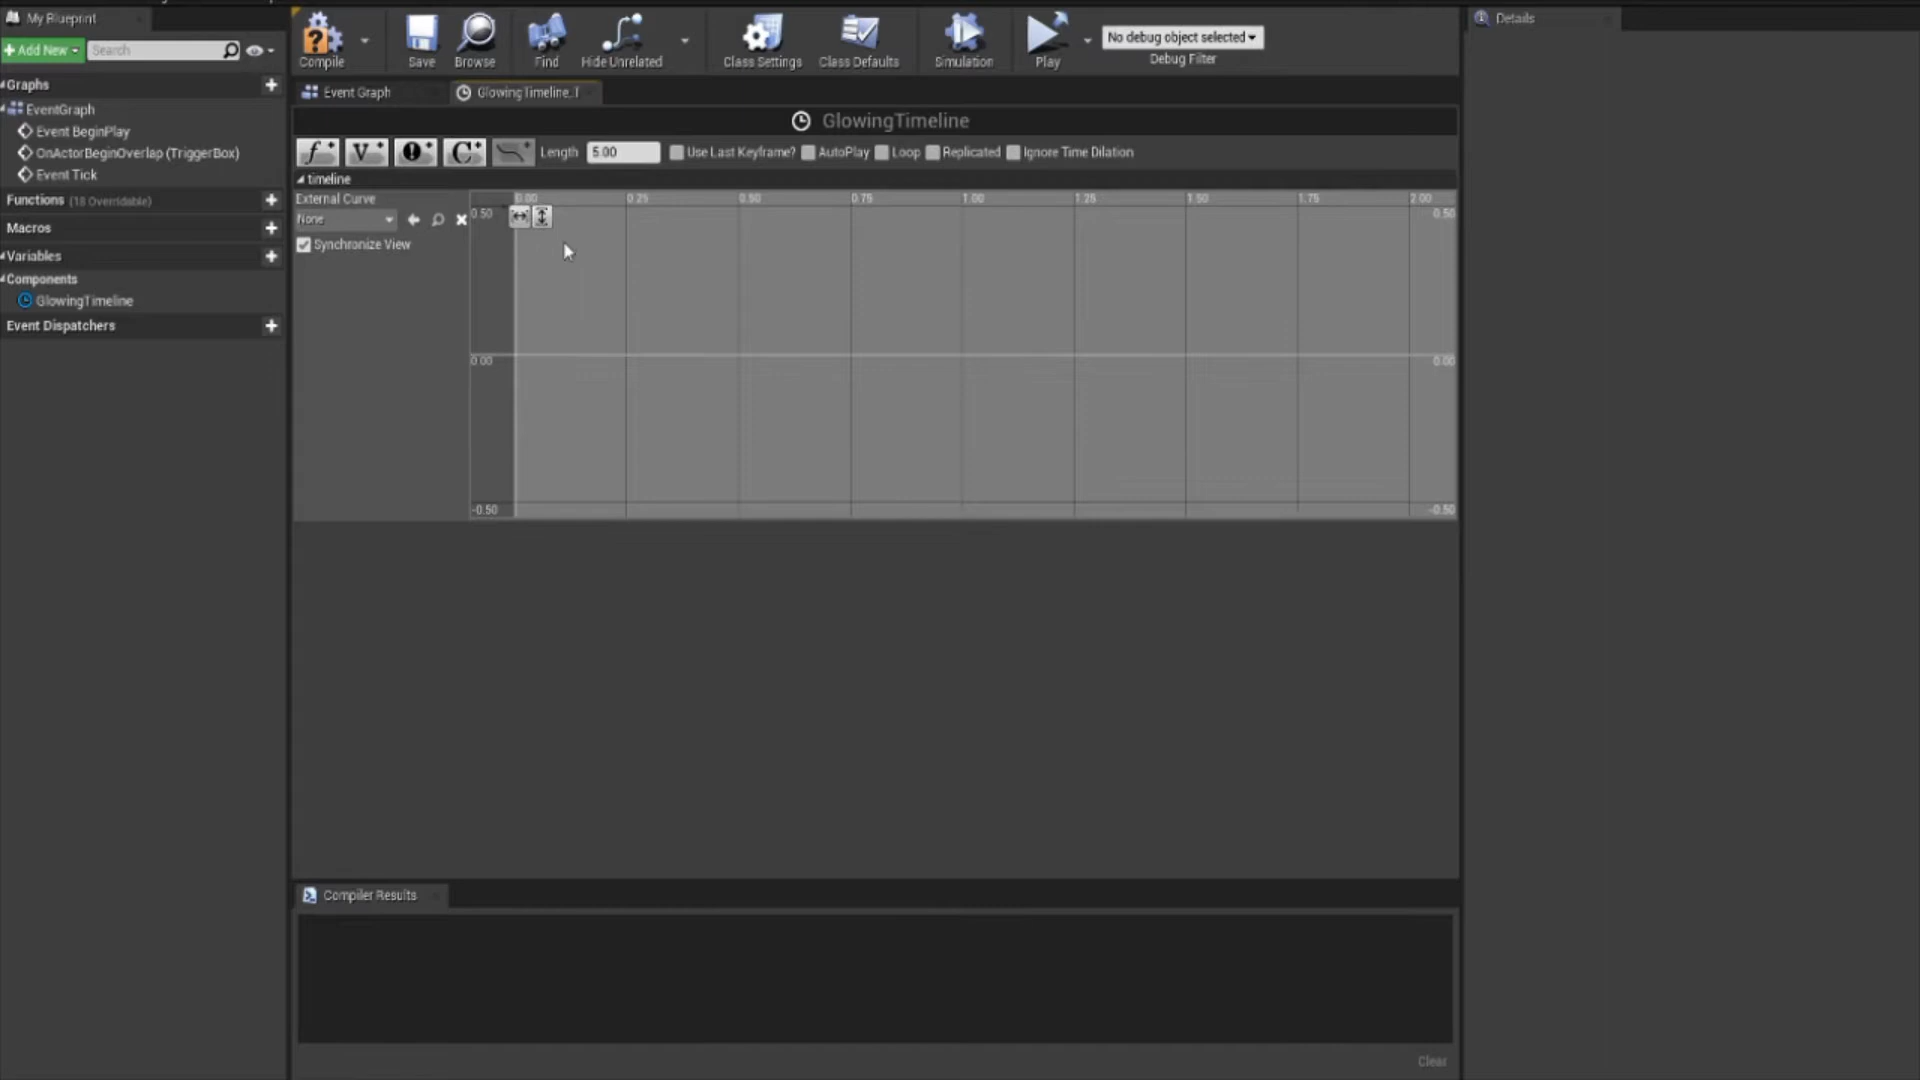 My Blueprint
Details
Add New
Search
Compile
Save
Browse
Find
Hide Unrelated
Class Settings
Class Defaults
Simulation
Play
No debug object selected
Debug Filter
Graphs
EventGraph
Event BeginPlay
OnActorBeginOverlap (TriggerBox)
Event Tick
Functions (18 Overridable)
Macros
Variables
Components
GlowingTimeline
Event Dispatchers
Event Graph
GlowingTimeline_T
GlowingTimeline
f V C Length 5.00 Use Last Keyframe? AutoPlay Loop Replicated Ignore Time Dilation
timeline
External Curve
None
Synchronize View
0.00 0.25 0.50 0.75 1.00 1.25 1.50 1.75 2.00
0.50 0.50
0.00 0.00
-0.50 -0.50
Compiler Results
Clear